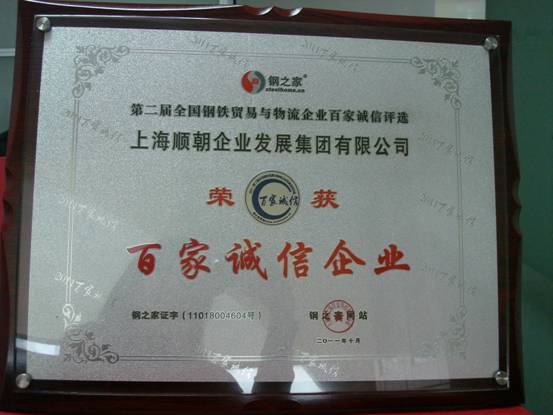 钢之家®
steelhome.cn
第二届全国钢铁贸易与物流企业百家诚信评选
上海顺朝企业发展集团有限公司
荣 百家诚信 获
百家诚信企业
钢之家证字（11018004604号）
钢之家网站
二〇一一年十月